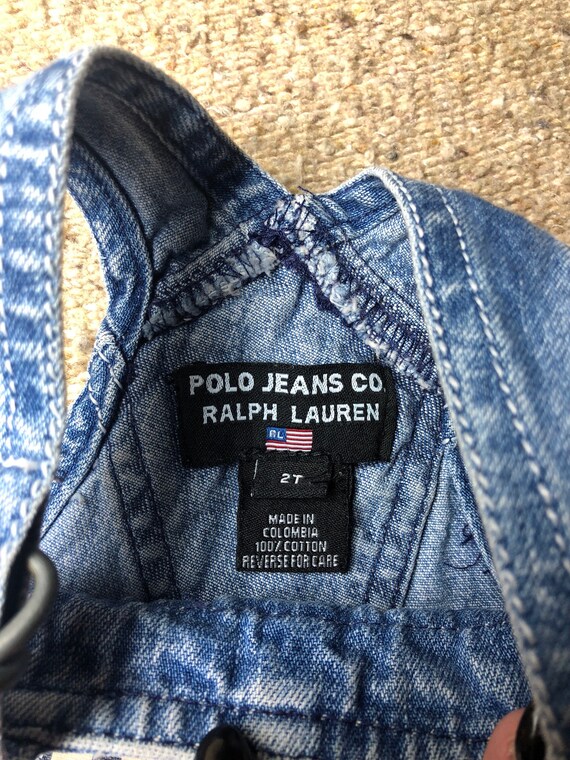 POLO JEANS CO.
RALPH LAUREN
RL
2T
MADE IN
COLOMBIA
100% COTTON
REVERSE FOR CARE